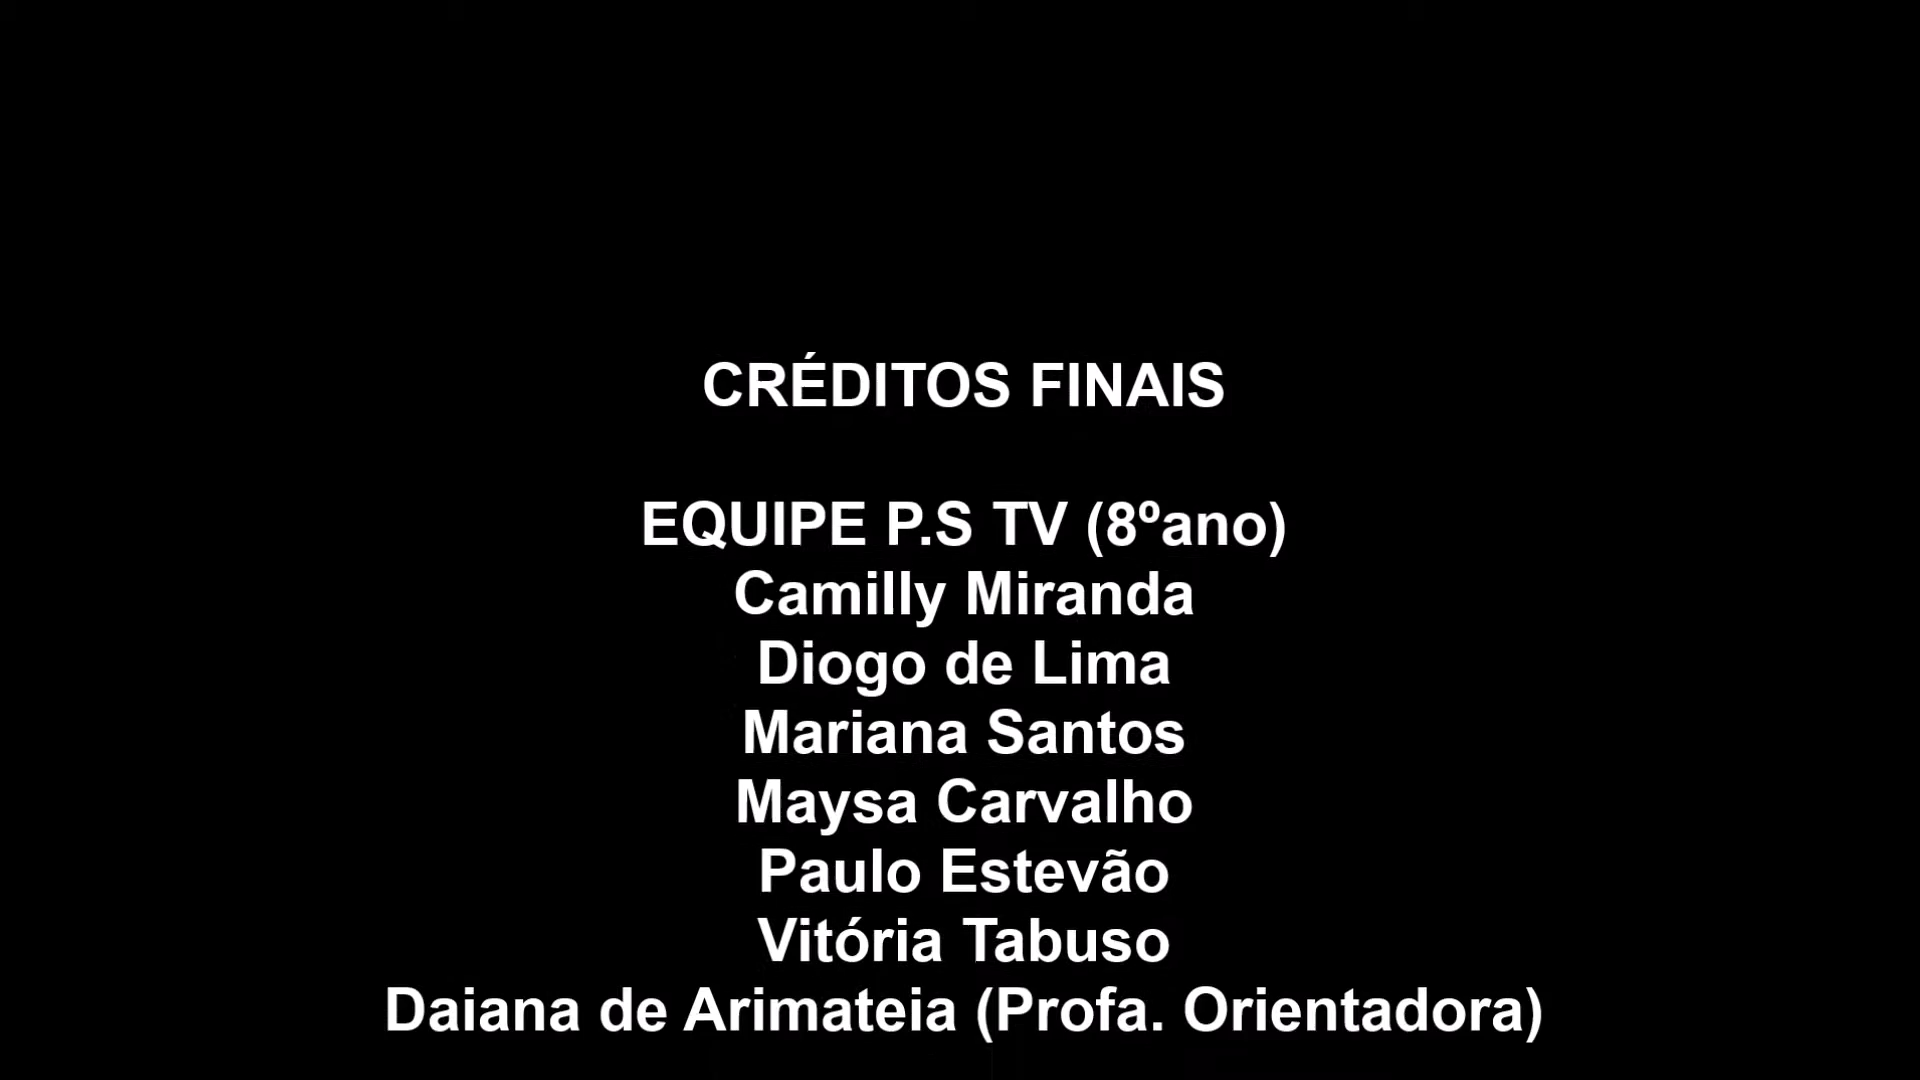 CRÉDITOS FINAIS
EQUIPE P.S TV (8ºano)
Camilly Miranda
Diogo de Lima
Mariana Santos
Maysa Carvalho
Paulo Estevão
Vitória Tabuso
Daiana de Arimateia (Profa. Orientadora)